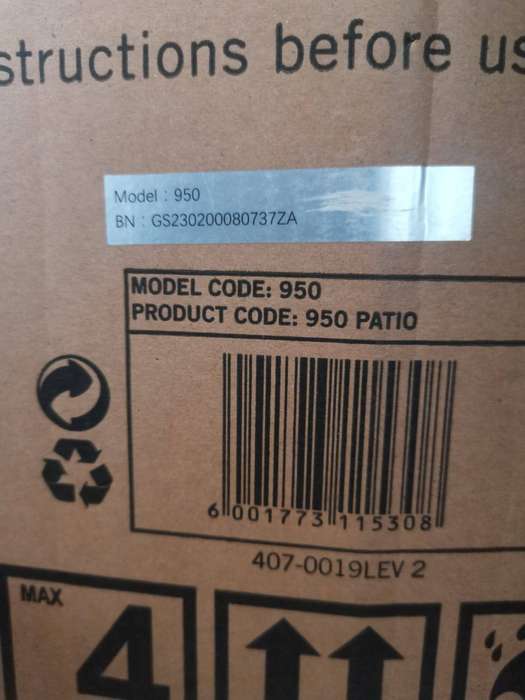 structions before us
Model : 950
BN : GS230200080737ZA
MODEL CODE: 950
PRODUCT CODE: 950 PATIO
6 001773 115308
407-0019LEV 2
MAX
4